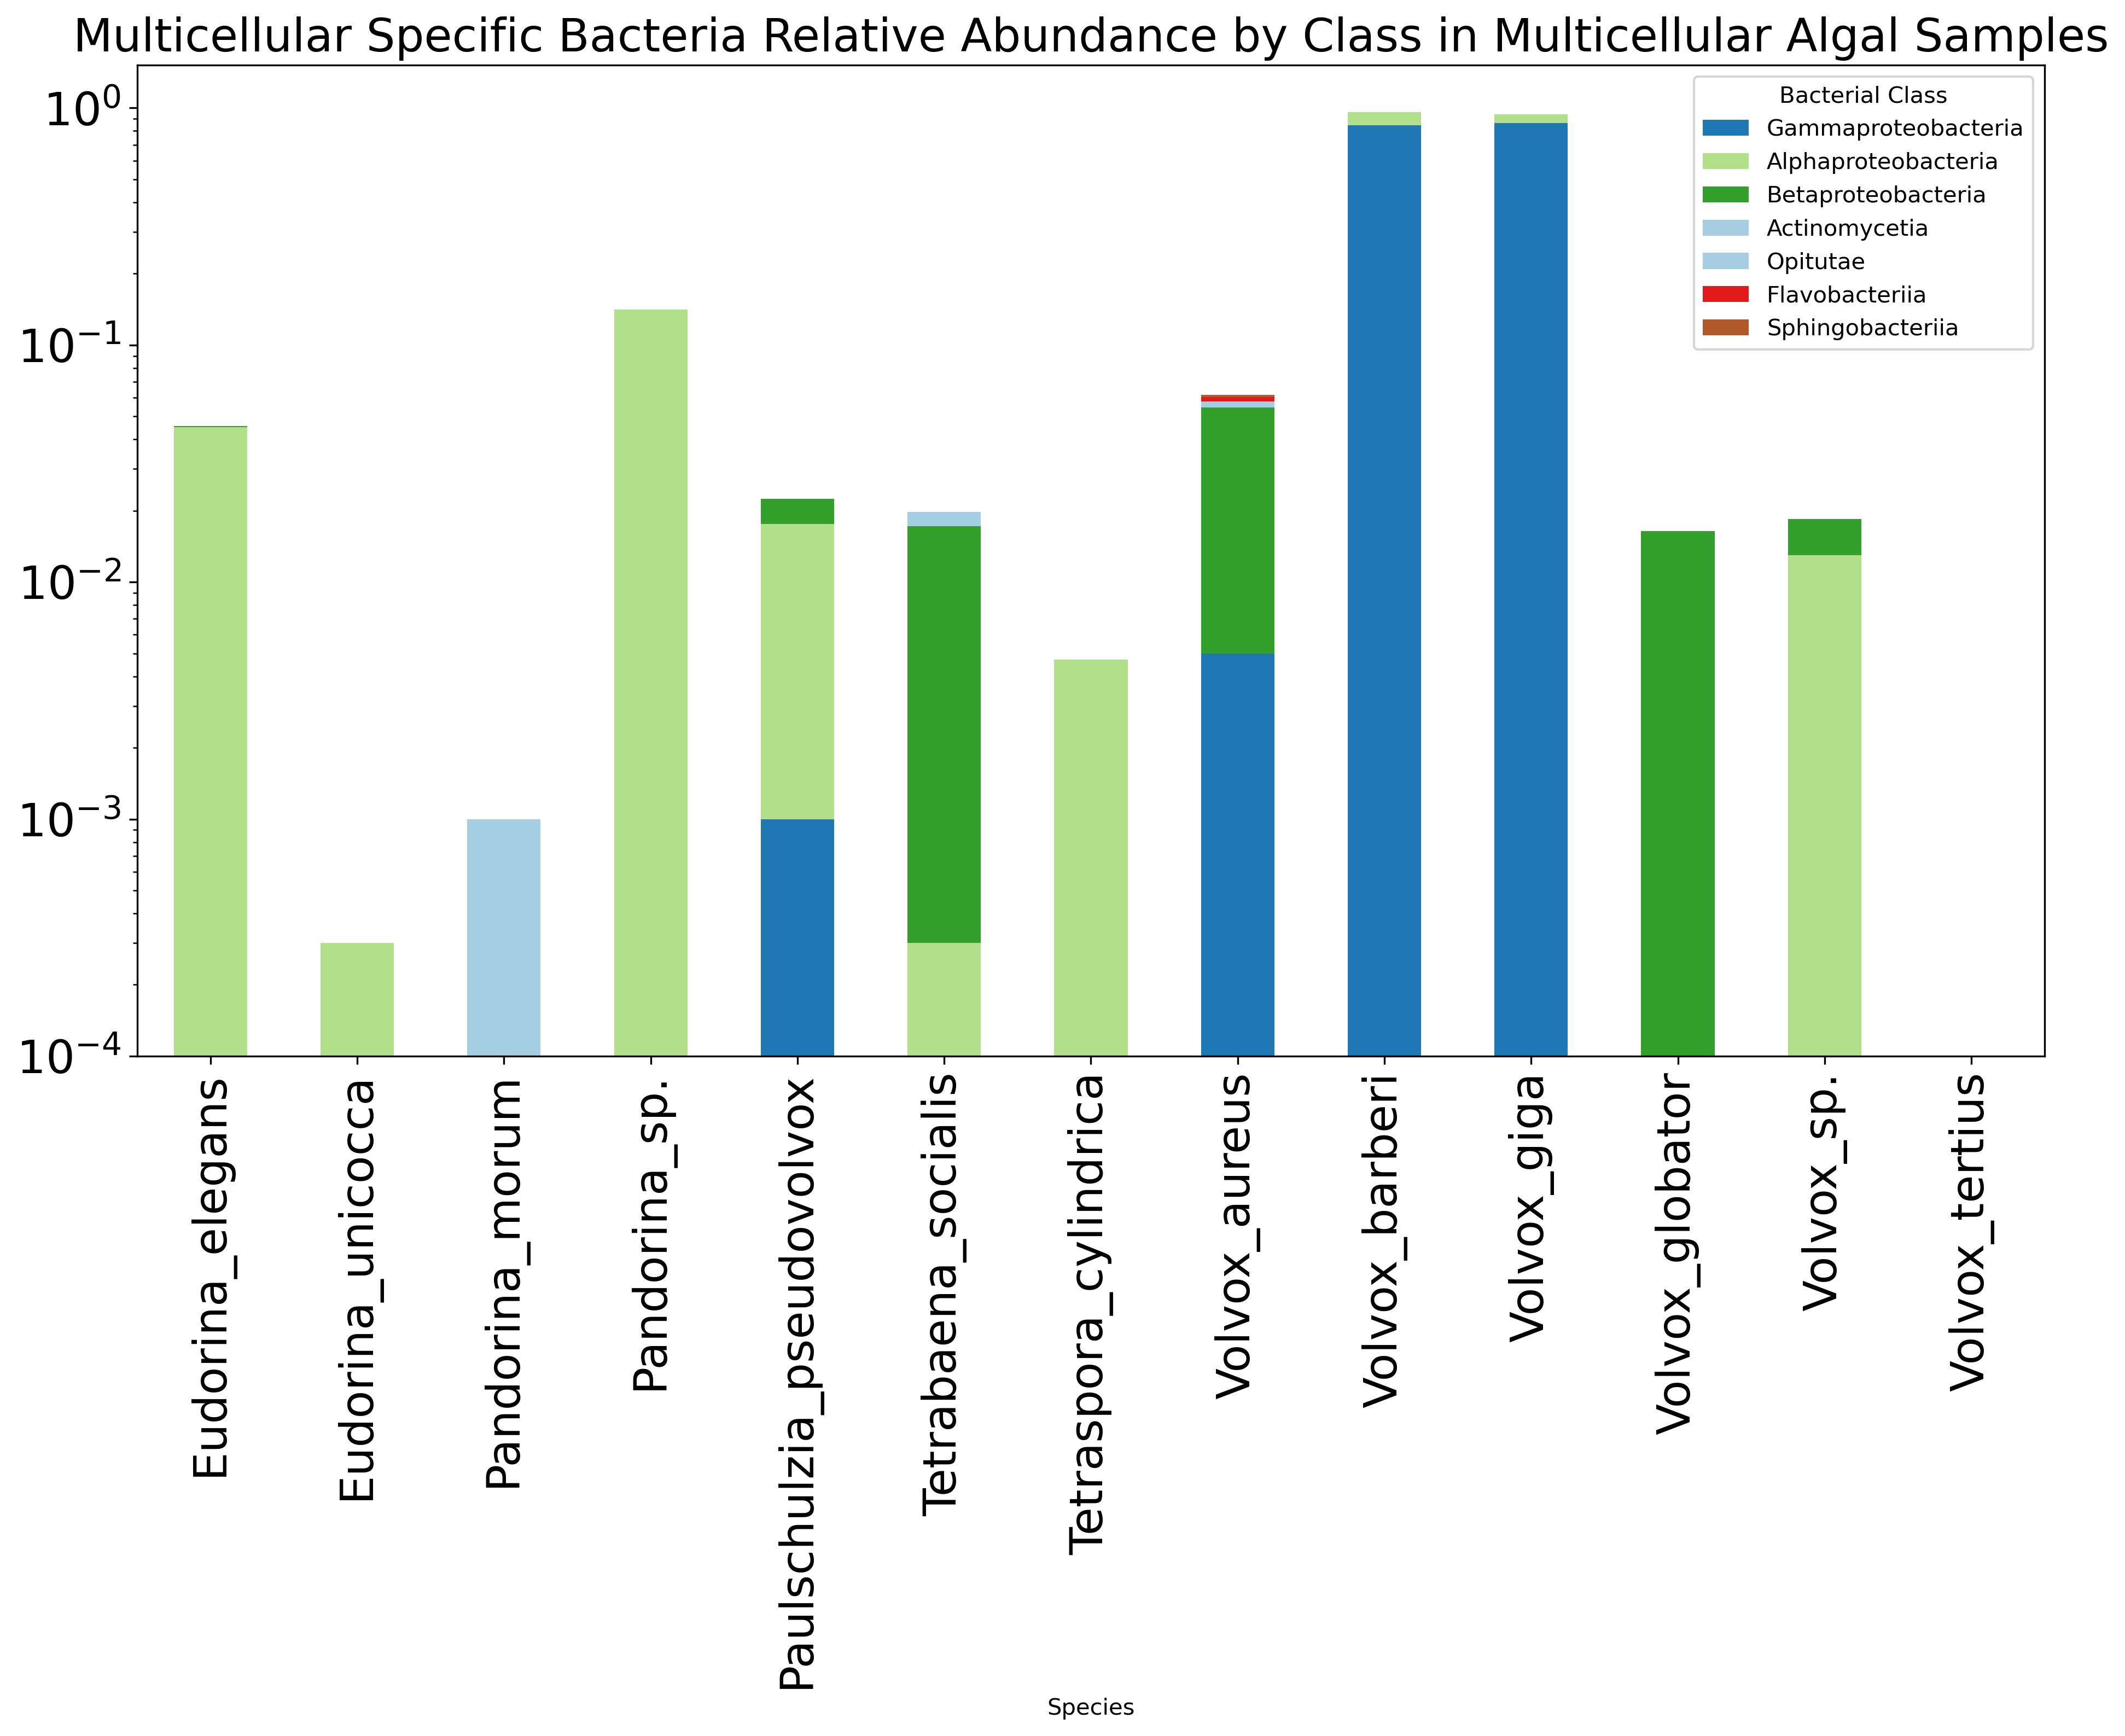 Multicellular Specific Bacteria Relative Abundance by Class in Multicellular Algal Samples
Bacterial Class
Gammaproteobacteria
Alphaproteobacteria
Betaproteobacteria
Actinomycetia
Opitutae
Flavobacteriia
Sphingobacteriia
10⁰
10⁻¹
10⁻²
10⁻³
10⁻⁴
Eudorina_elegans
Eudorina_unicocca
Pandorina_morum
Pandorina_sp.
Paulschulzia_pseudovolvox
Tetrabaena_socialis
Tetraspora_cylindrica
Volvox_aureus
Volvox_barberi
Volvox_giga
Volvox_globator
Volvox_sp.
Volvox_tertius
Species